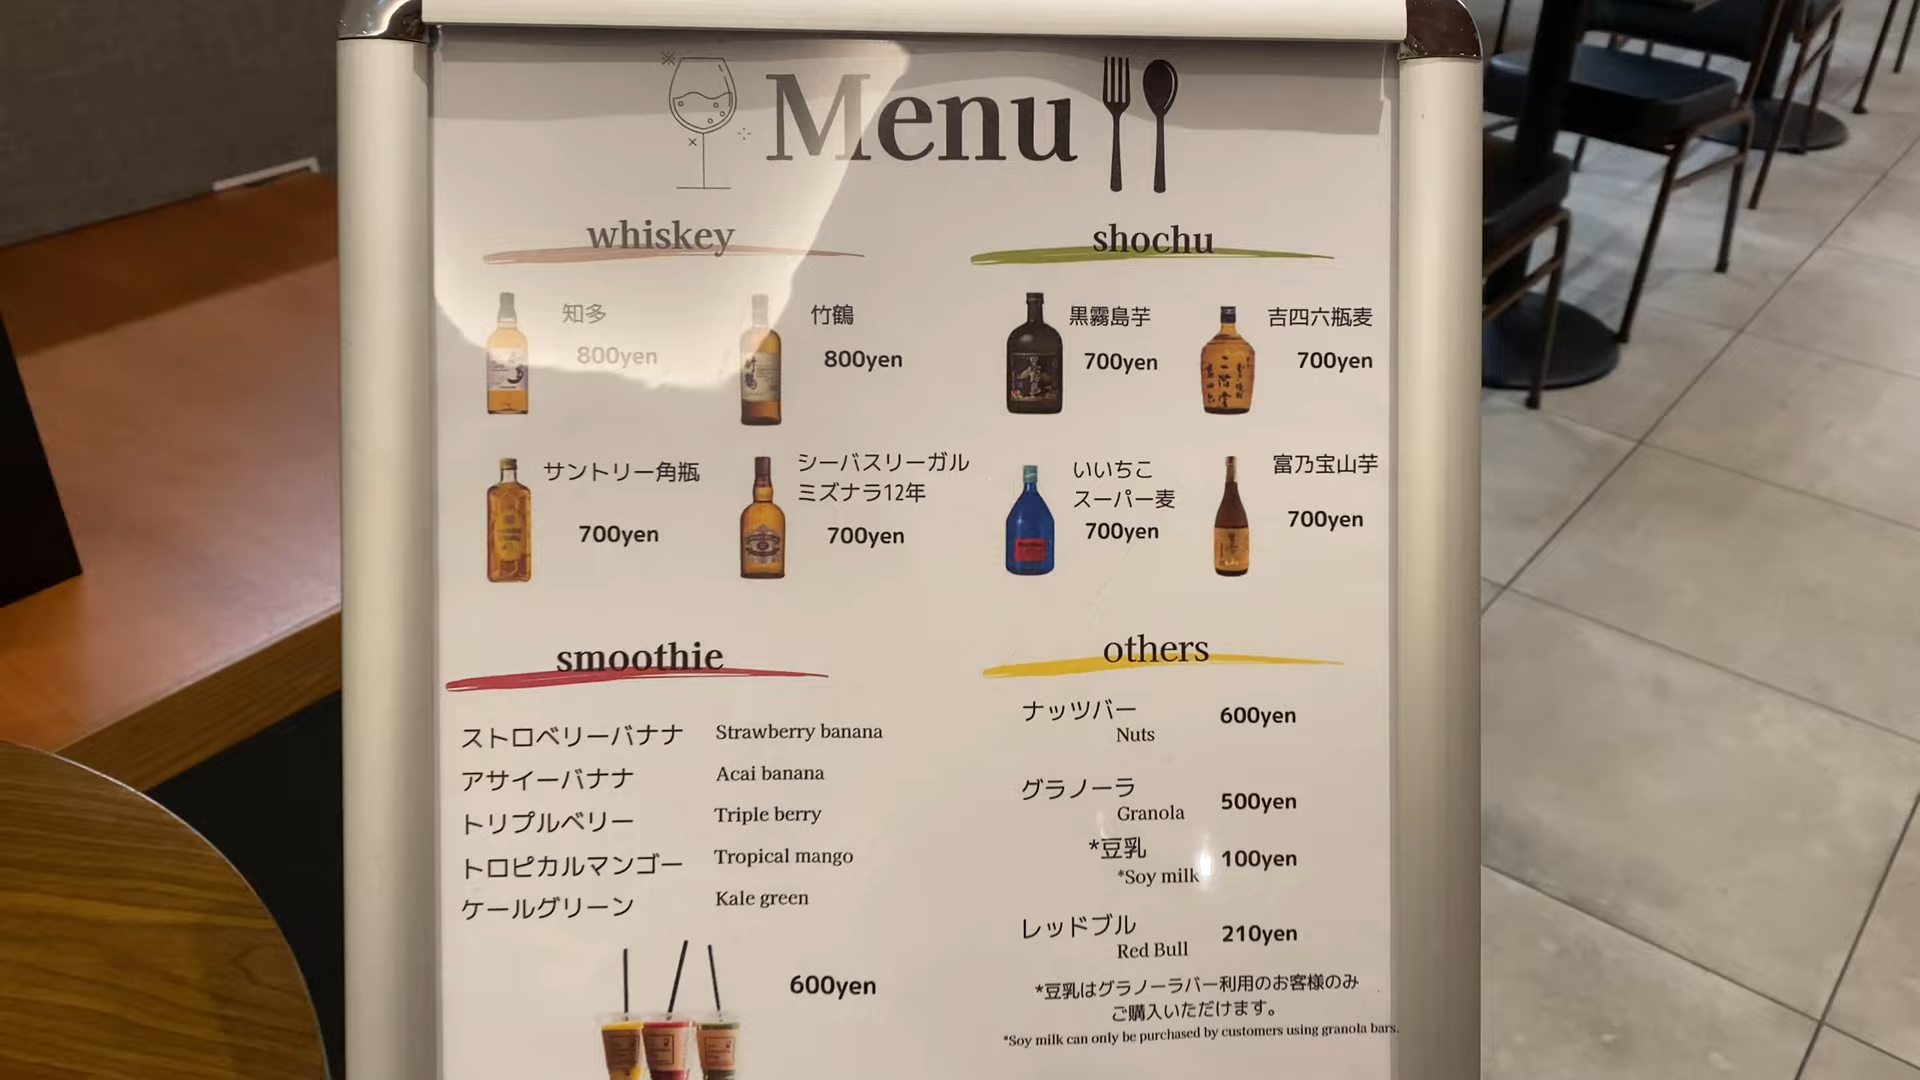 Menu
whiskey
知多
800yen
竹鶴
800yen
サントリー角瓶
700yen
シーバスリーガル
ミズナラ12年
700yen
shochu
黒霧島芋
700yen
吉四六瓶麦
700yen
いいちこ
スーパー麦
700yen
富乃宝山芋
700yen
smoothie
ストロベリーバナナ Strawberry banana
アサイーバナナ Acai banana
トリプルベリー Triple berry
トロピカルマンゴー Tropical mango
ケールグリーン Kale green
600yen
others
ナッツバー 600yen
Nuts
グラノーラ 500yen
Granola
*豆乳 100yen
*Soy milk
レッドブル 210yen
Red Bull
*豆乳はグラノーラバー利用のお客様のみ
ご購入いただけます。
*Soy milk can only be purchased by customers using granola bars.